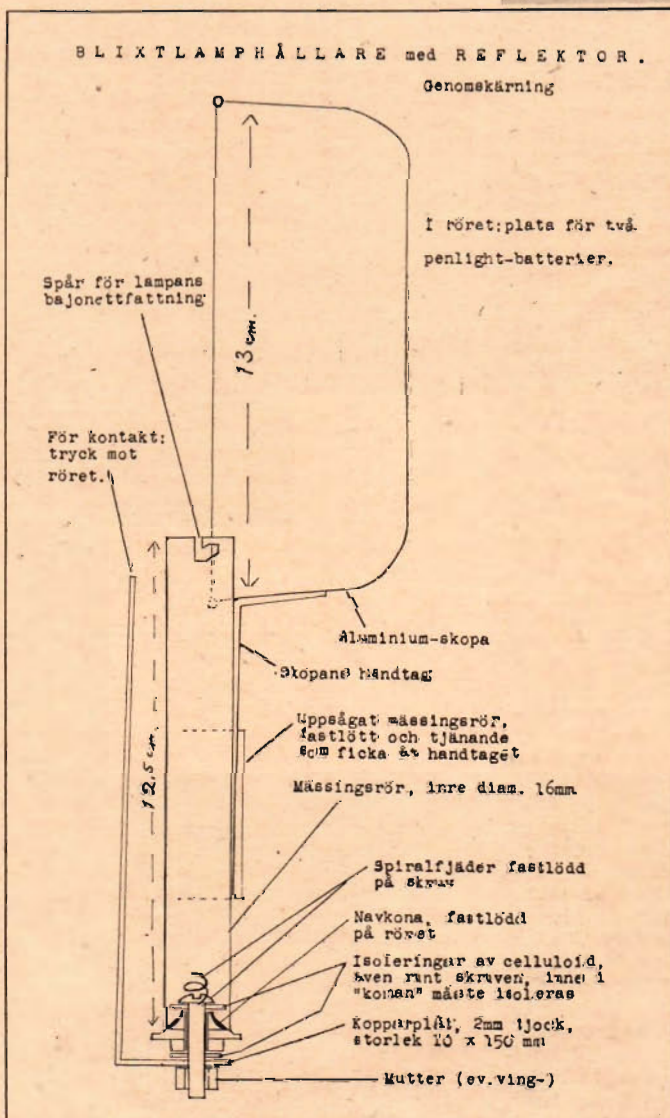 BLIXTLAMPHÅLLARE med REFLEKTOR.
Genomskärning
I röret:plats för två
penlight-batterier.
Spår för lampans
bajonettfattning
13 cm.
För kontakt:
tryck mot
röret.
Aluminium-skopa
Skopans handtag
Uppsågat mässingsrör,
fastlött och tjänande
som ficka åt handtaget
12,5 cm.
Mässingsrör, inre diam. 16mm
Spiralfjäder fastlödd
på skruv
Navkona, fastlödd
på röret
Isoleringar av celluloid,
även runt skruven, inne i
"konan" måste isoleras
Kopparplåt, 2mm tjock,
storlek 10 x 150 mm
Mutter (ev.ving-)